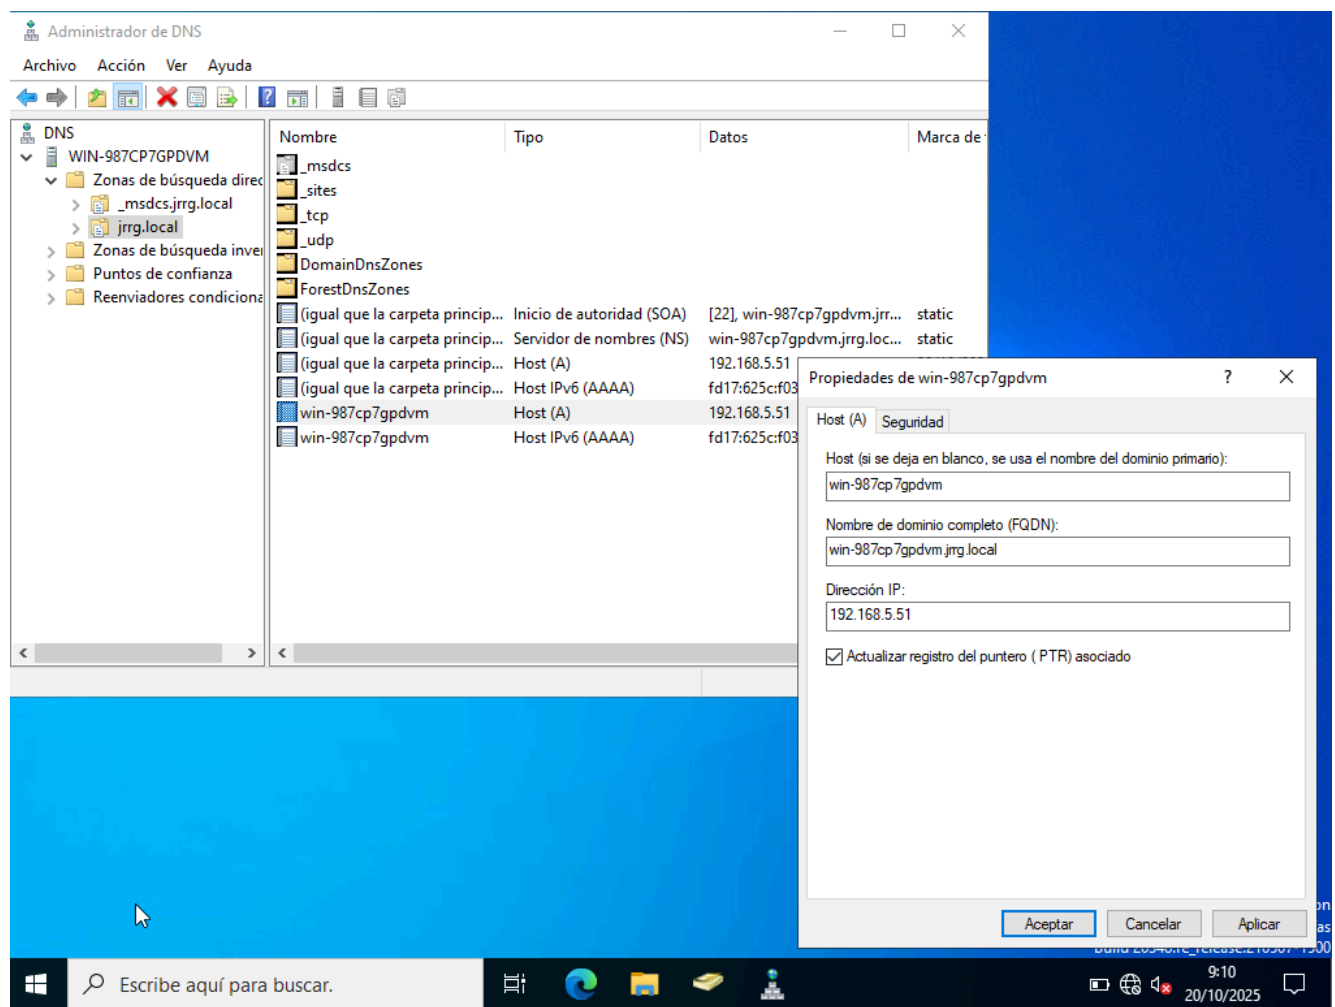 Administrador de DNS
Archivo Acción Ver Ayuda
DNS
WIN-987CP7GPDVM
Zonas de búsqueda direc
_msdcs.jrrg.local
jrrg.local
Zonas de búsqueda inver
Puntos de confianza
Reenviadores condiciona
Nombre Tipo Datos Marca de
_msdcs
_sites
_tcp
_udp
DomainDnsZones
ForestDnsZones
(igual que la carpeta princip... Inicio de autoridad (SOA) [22], win-987cp7gpdvm.jrr... static
(igual que la carpeta princip... Servidor de nombres (NS) win-987cp7gpdvm.jrrg.loc... static
(igual que la carpeta princip... Host (A) 192.168.5.51
(igual que la carpeta princip... Host IPv6 (AAAA) fd17:625c:f03
win-987cp7gpdvm Host (A) 192.168.5.51
win-987cp7gpdvm Host IPv6 (AAAA) fd17:625c:f03
Propiedades de win-987cp7gpdvm
Host (A) Seguridad
Host (si se deja en blanco, se usa el nombre del dominio primario):
win-987cp7gpdvm
Nombre de dominio completo (FQDN):
win-987cp7gpdvm.jrrg.local
Dirección IP:
192.168.5.51
Actualizar registro del puntero ( PTR) asociado
Aceptar Cancelar Aplicar
Escribe aquí para buscar.
9:10
20/10/2025